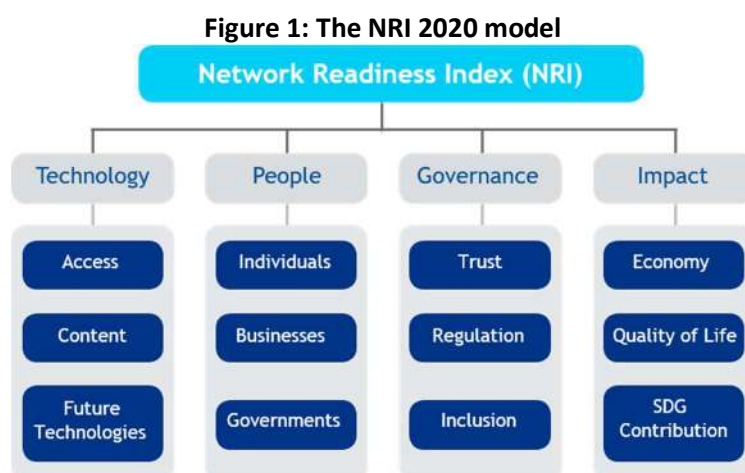 Figure 1: The NRI 2020 model
Network Readiness Index (NRI)
Technology
People
Governance
Impact
Access
Individuals
Trust
Economy
Content
Businesses
Regulation
Quality of Life
Future
Technologies
Governments
Inclusion
SDG
Contribution